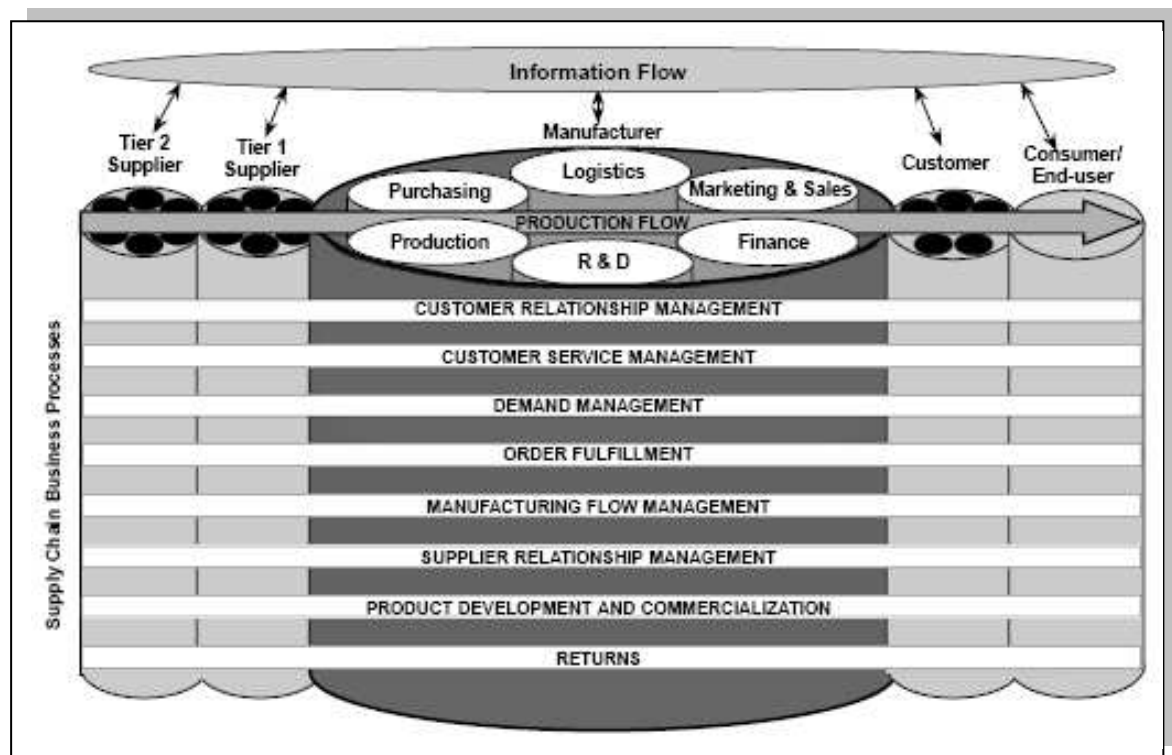 Information Flow
Tier 2
Supplier
Tier 1
Supplier
Manufacturer
Customer
Consumer/
End-user
Purchasing
Logistics
Marketing & Sales
PRODUCTION FLOW
Production
R & D
Finance
Supply Chain Business Processes
CUSTOMER RELATIONSHIP MANAGEMENT
CUSTOMER SERVICE MANAGEMENT
DEMAND MANAGEMENT
ORDER FULFILLMENT
MANUFACTURING FLOW MANAGEMENT
SUPPLIER RELATIONSHIP MANAGEMENT
PRODUCT DEVELOPMENT AND COMMERCIALIZATION
RETURNS